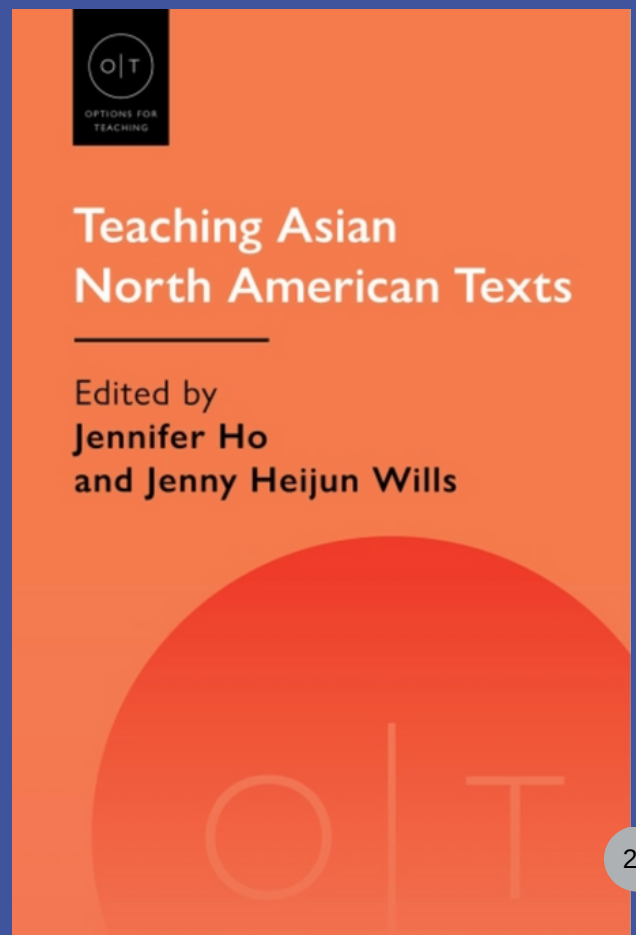 O|T
OPTIONS FOR
TEACHING
Teaching Asian
North American Texts
Edited by
Jennifer Ho
and Jenny Heijun Wills
O|T
2